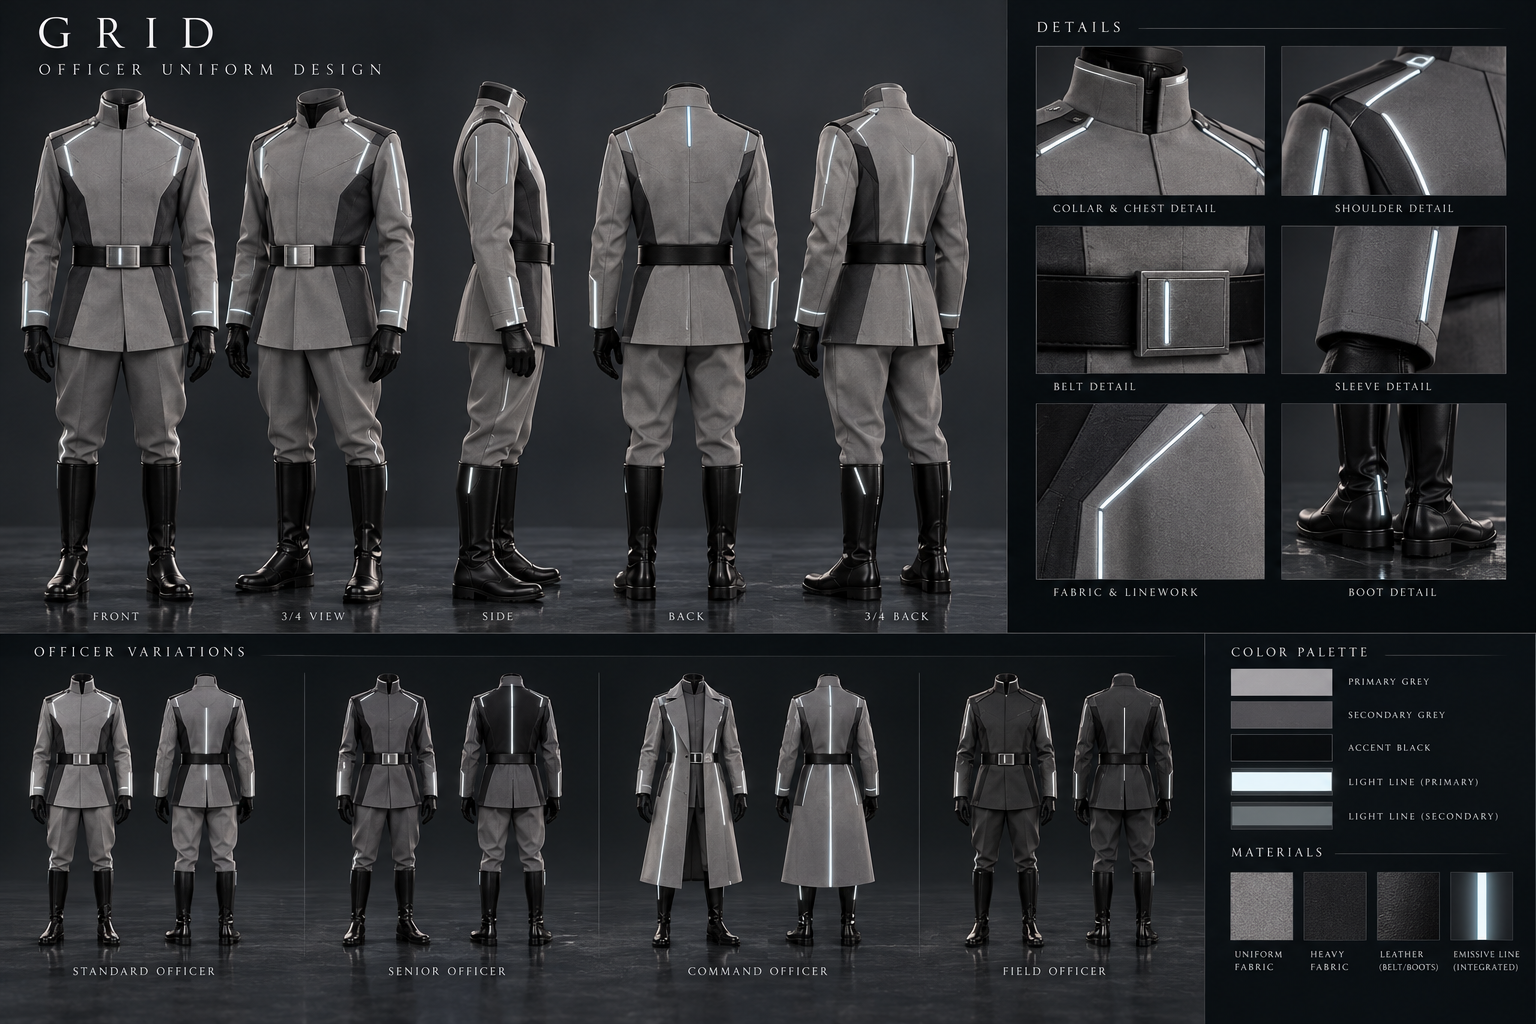 GRID
OFFICER UNIFORM DESIGN
FRONT
3/4 VIEW
SIDE
BACK
3/4 BACK
DETAILS
COLLAR & CHEST DETAIL
SHOULDER DETAIL
BELT DETAIL
SLEEVE DETAIL
FABRIC & LINEWORK
BOOT DETAIL
OFFICER VARIATIONS
STANDARD OFFICER
SENIOR OFFICER
COMMAND OFFICER
FIELD OFFICER
COLOR PALETTE
PRIMARY GREY
SECONDARY GREY
ACCENT BLACK
LIGHT LINE (PRIMARY)
LIGHT LINE (SECONDARY)
MATERIALS
UNIFORM
FABRIC
HEAVY
FABRIC
LEATHER
(BELT/BOOTS)
EMISSIVE LINE
(INTEGRATED)